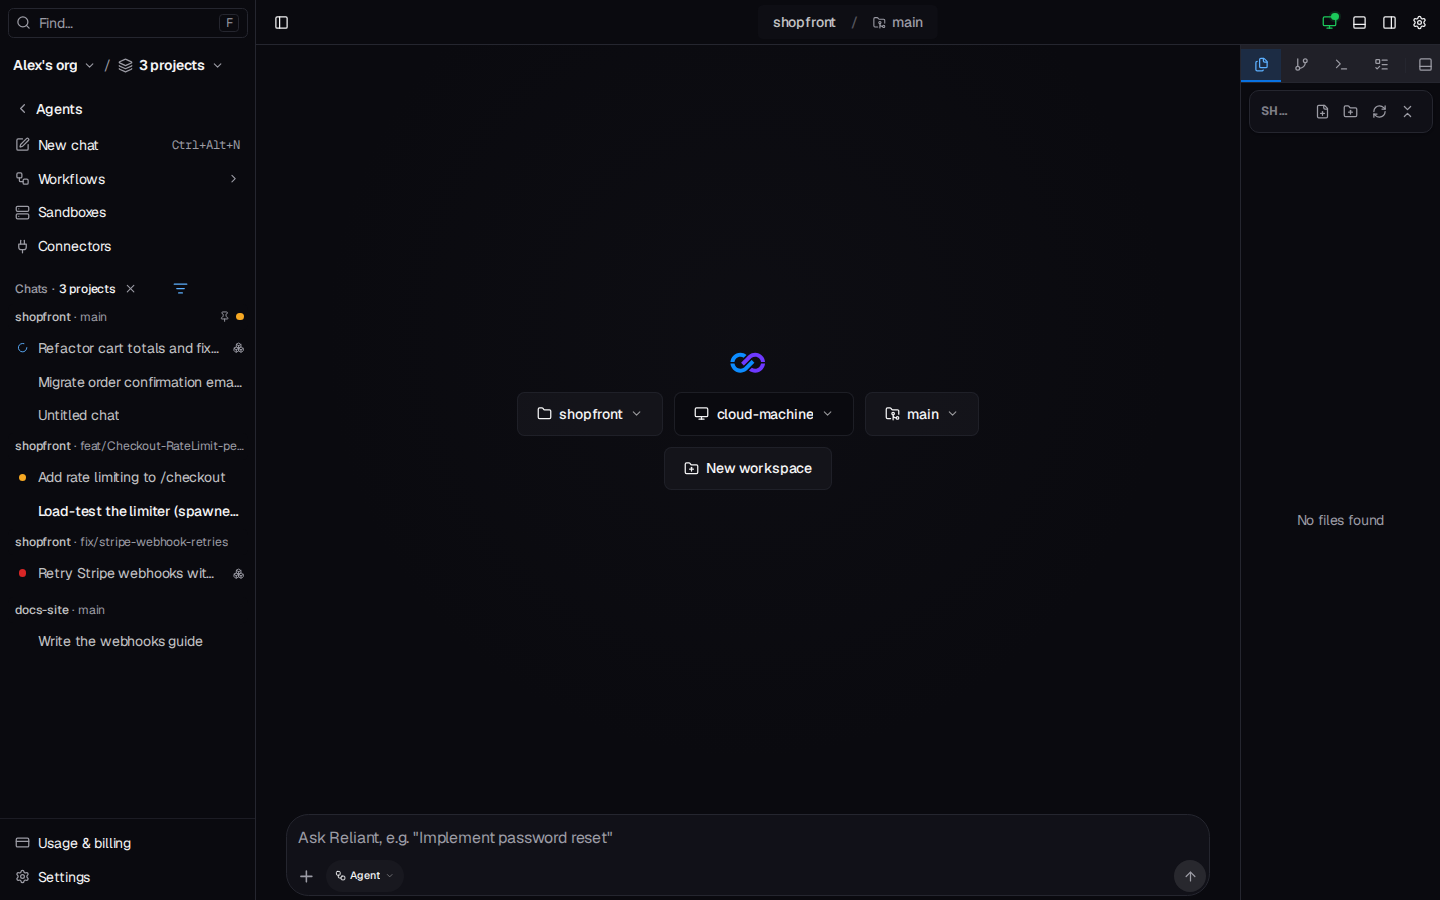 Find...
F
shopfront / main
Alex's org / 3 projects
Agents
New chat Ctrl+Alt+N
Workflows
Sandboxes
Connectors
Chats · 3 projects
shopfront · main
Refactor cart totals and fix...
Migrate order confirmation ema...
Untitled chat
shopfront · feat/Checkout-RateLimit-pe...
Add rate limiting to /checkout
Load-test the limiter (spawne...
shopfront · fix/stripe-webhook-retries
Retry Stripe webhooks wit...
docs-site · main
Write the webhooks guide
Usage & billing
Settings
shopfront
cloud-machine
main
New workspace
Ask Reliant, e.g. "Implement password reset"
Agent
SH...
No files found